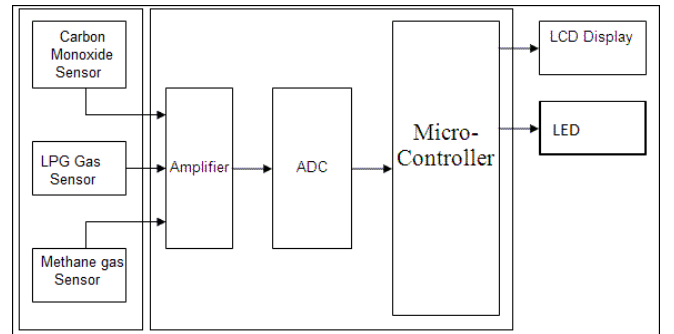 Carbon
Monoxide
Sensor
LPG Gas
Sensor
Methane gas
Sensor
Amplifier
ADC
Micro-
Controller
LCD Display
LED